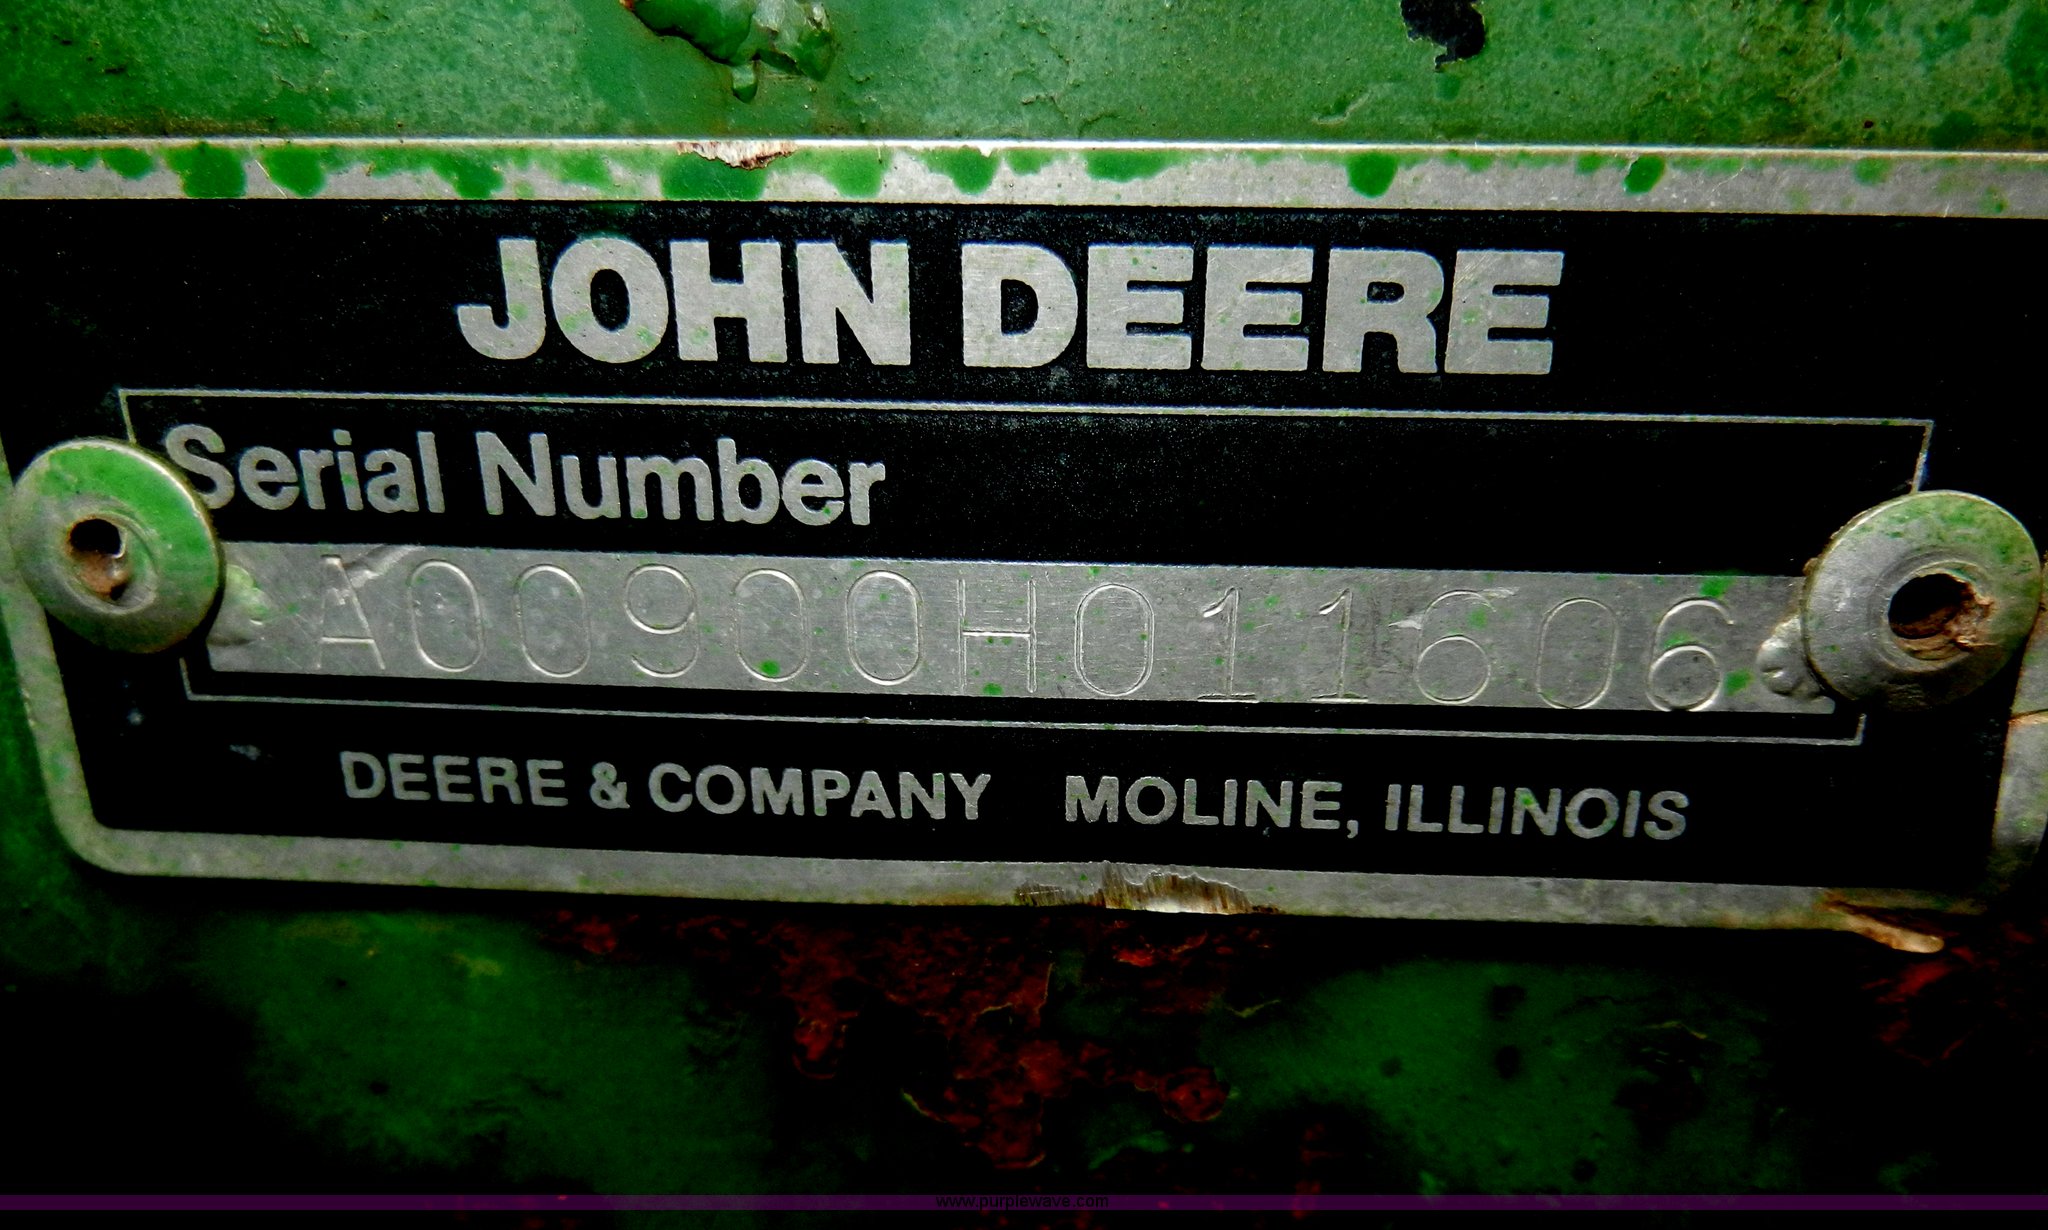 JOHN DEERE
Serial Number
A00900H011606
DEERE & COMPANY MOLINE, ILLINOIS
www.purplewave.com